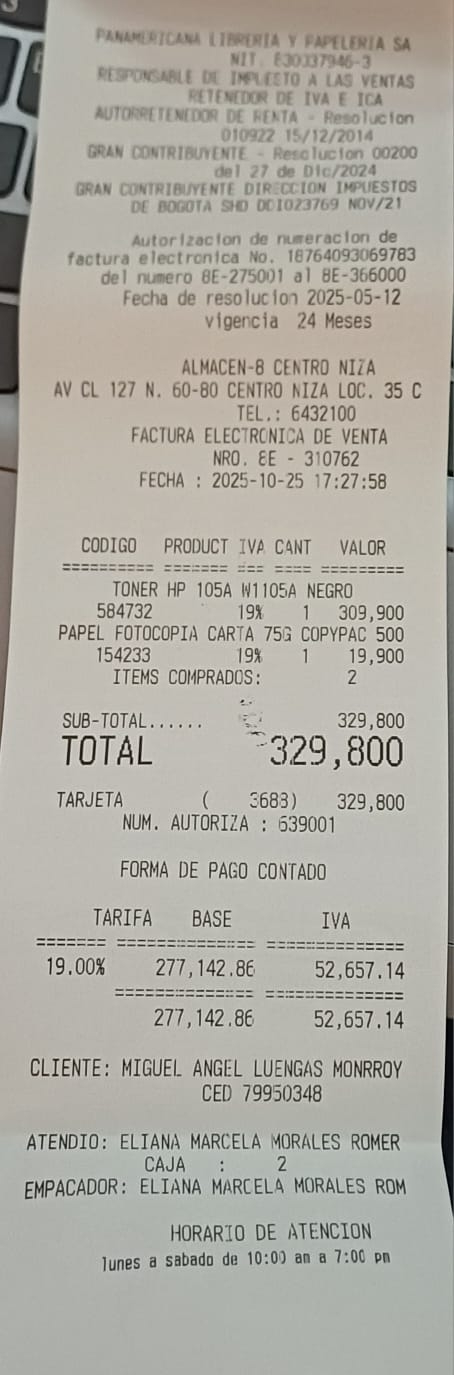 PANAMERICANA LIBRERIA Y PAPELERIA SA
NIT. 830037946-3
RESPONSABLE DE IMPUESTO A LAS VENTAS
RETENEDOR DE IVA E ICA
AUTORRETENEDOR DE RENTA - Resolucion
010922 15/12/2014
GRAN CONTRIBUYENTE - Resolucion 00200
del 27 de Dic/2024
GRAN CONTRIBUYENTE DIRECCION IMPUESTOS
DE BOGOTA SHD DDI023769 NOV/21
Autorizacion de numeracion de
factura electronica No. 18764093069783
del numero 8E-275001 al 8E-366000
Fecha de resolucion 2025-05-12
vigencia 24 Meses
ALMACEN-8 CENTRO NIZA
AV CL 127 N. 60-80 CENTRO NIZA LOC. 35 C
TEL.: 6432100
FACTURA ELECTRONICA DE VENTA
NRO. 8E - 310762
FECHA : 2025-10-25 17:27:58
CODIGO PRODUCT IVA CANT VALOR
========== ======= === ==== =========
TONER HP 105A W1105A NEGRO
584732 19% 1 309,900
PAPEL FOTOCOPIA CARTA 75G COPYPAC 500
154233 19% 1 19,900
ITEMS COMPRADOS: 2
SUB-TOTAL...... 329,800
TOTAL 329,800
TARJETA ( 3683) 329,800
NUM. AUTORIZA : 639001
FORMA DE PAGO CONTADO
TARIFA BASE IVA
======= ============== ==============
19.00% 277,142.86 52,657.14
============== ==============
277,142.86 52,657.14
CLIENTE: MIGUEL ANGEL LUENGAS MONRROY
CED 79950348
ATENDIO: ELIANA MARCELA MORALES ROMER
CAJA : 2
EMPACADOR: ELIANA MARCELA MORALES ROM
HORARIO DE ATENCION
lunes a sabado de 10:00 am a 7:00 pm